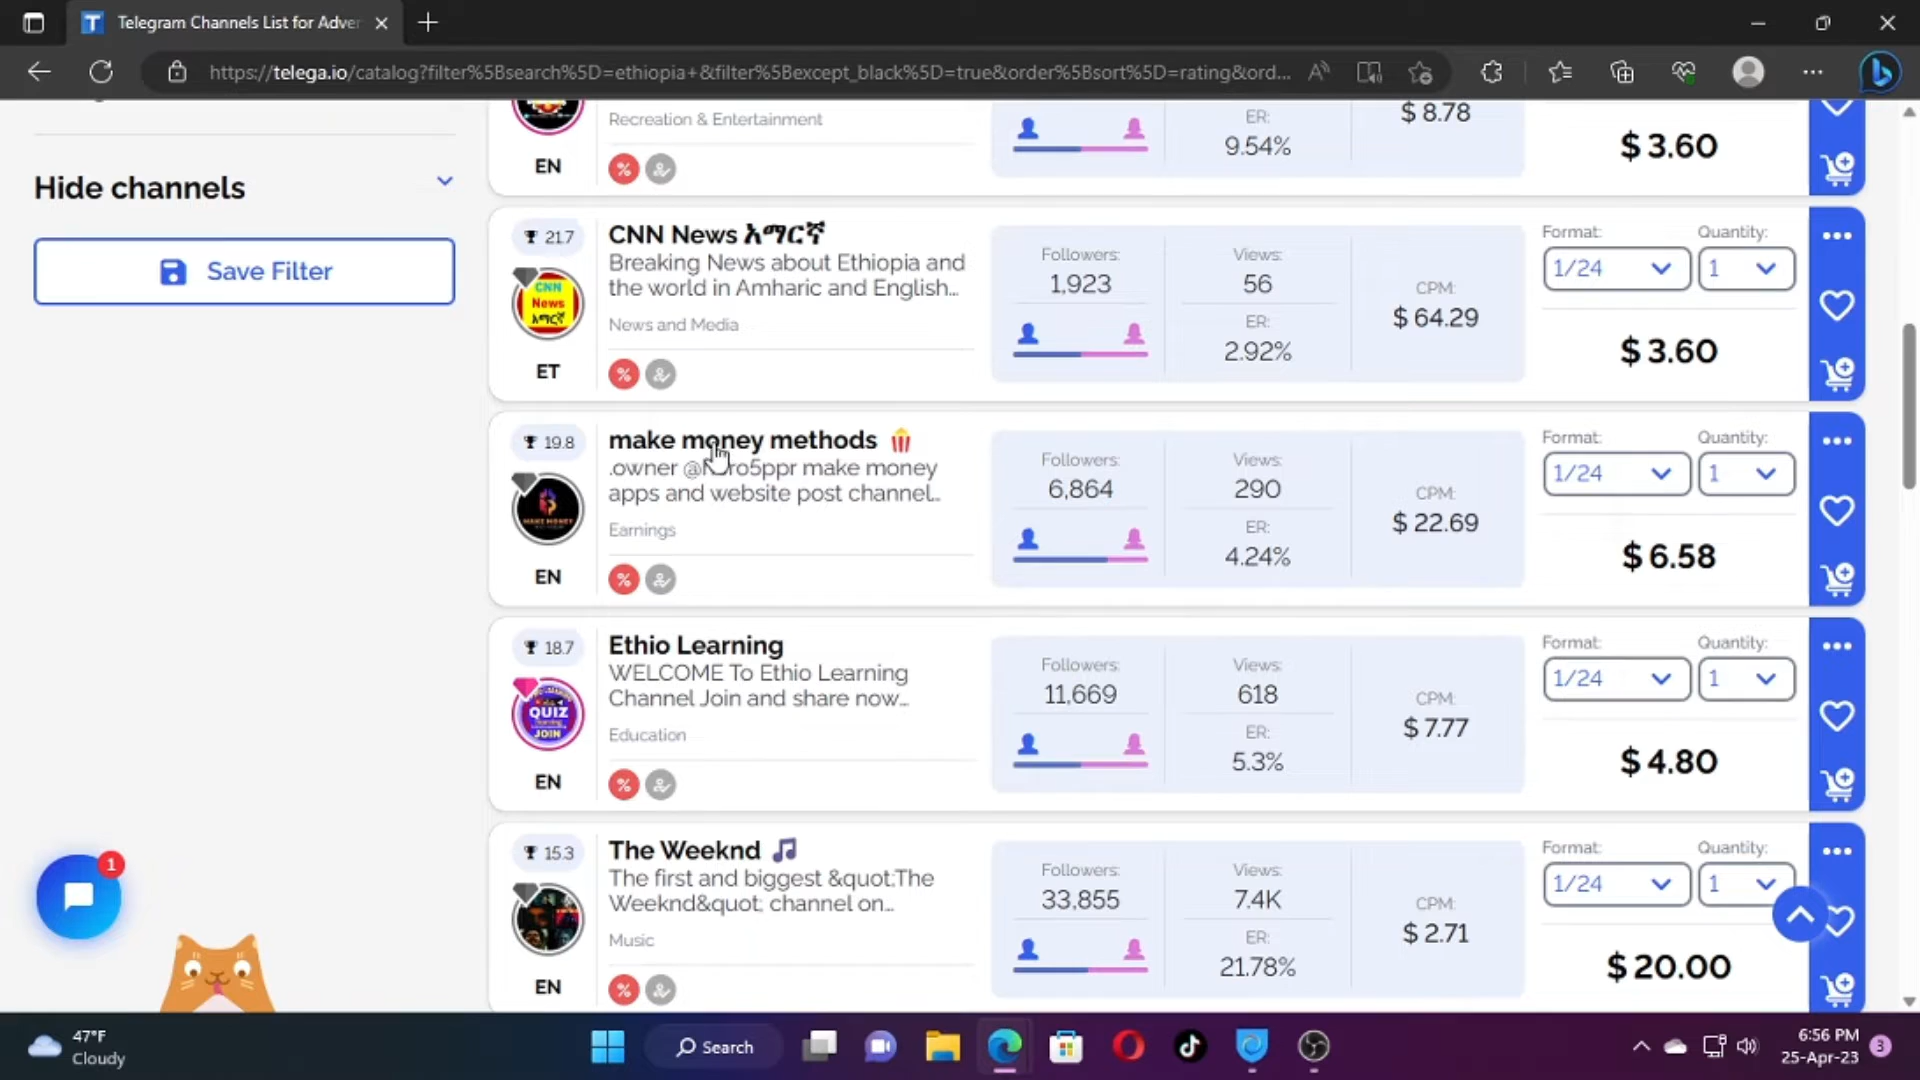 Telegram Channels List for Adver
https://telega.io/catalog?filter%5Bsearch%5D=ethiopia+&filter%5Bexcept_black%5D=true&order%5Bsort%5D=rating&ord...
Hide channels
Save Filter
EN
Recreation & Entertainment
%
ER:
9.54%
$ 8.78
$ 3.60
21.7
CNN
News
አማርኛ
ET
CNN News አማርኛ
Breaking News about Ethiopia and
the world in Amharic and English...
News and Media
%
Followers:
1,923
Views:
56
ER:
2.92%
CPM:
$ 64.29
Format:
1/24
Quantity:
1
$ 3.60
19.8
MAKE MONEY
EN
make money methods
.owner
make money
apps and website post channel...
Earnings
%
Followers:
6,864
Views:
290
ER:
4.24%
CPM:
$ 22.69
Format:
1/24
Quantity:
1
$ 6.58
18.7
QUIZ
JOIN
EN
Ethio Learning
WELCOME To Ethio Learning
Channel Join and share now...
Education
%
Followers:
11,669
Views:
618
ER:
5.3%
CPM:
$ 7.77
Format:
1/24
Quantity:
1
$ 4.80
15.3
EN
The Weeknd
The first and biggest &quot;The
Weeknd&quot; channel on...
Music
%
Followers:
33,855
Views:
7.4K
ER:
21.78%
CPM:
$ 2.71
Format:
1/24
Quantity:
1
$ 20.00
1
47°F
Cloudy
Search
6:56 PM
25-Apr-23
3